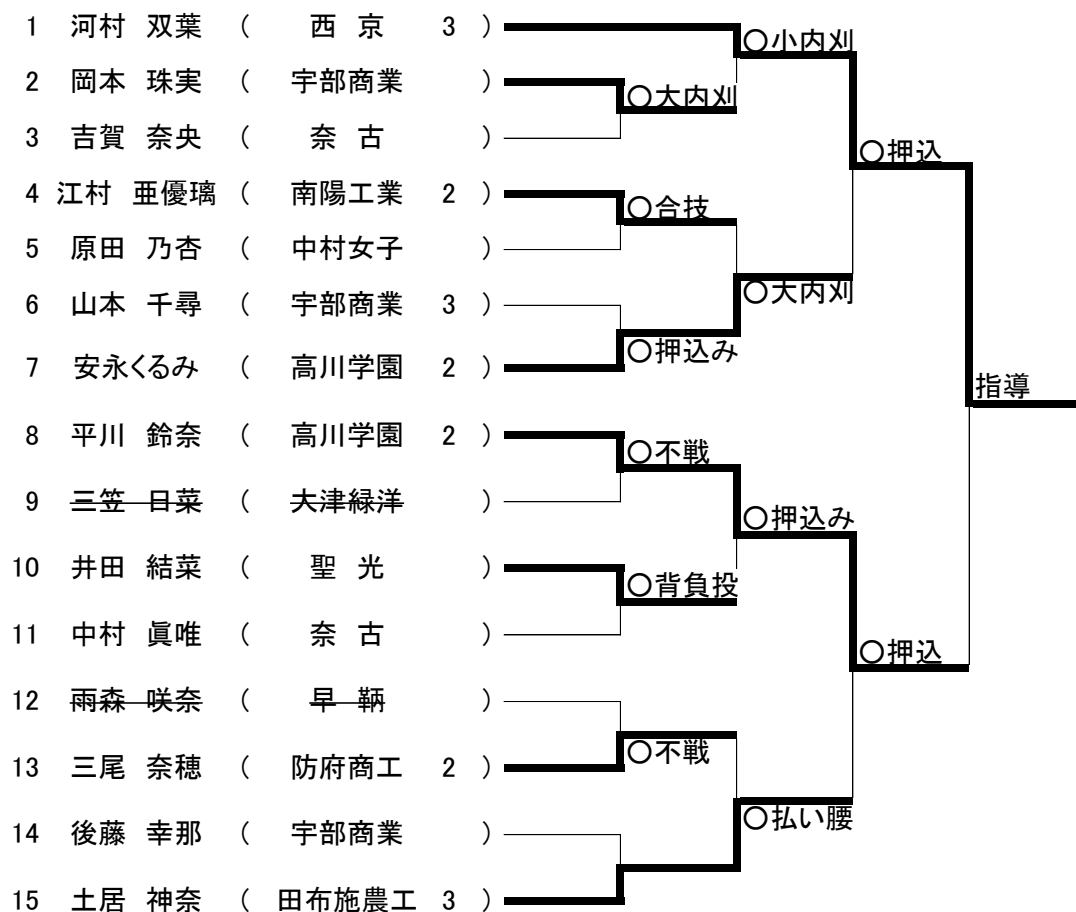 1 河村 双葉 ( 西 京 3 )
○小内刈
2 岡本 珠実 ( 宇部商業 )
○大内刈
3 吉賀 奈央 ( 奈 古 )
○押込
4 江村 亜優璃 ( 南陽工業 2 )
○合技
5 原田 乃杏 ( 中村女子 )
6 山本 千尋 ( 宇部商業 3 )
○大内刈
○押込み
7 安永くるみ ( 高川学園 2 )
指導
8 平川 鈴奈 ( 高川学園 2 )
○不戦
9 三笠 日菜 ( 大津緑洋 )
○押込み
10 井田 結菜 ( 聖 光 )
○背負投
11 中村 眞唯 ( 奈 古 )
○押込
12 雨森 咲奈 ( 早 鞆 )
○不戦
13 三尾 奈穂 ( 防府商工 2 )
○払い腰
14 後藤 幸那 ( 宇部商業 )
15 土居 神奈 ( 田布施農工 3 )